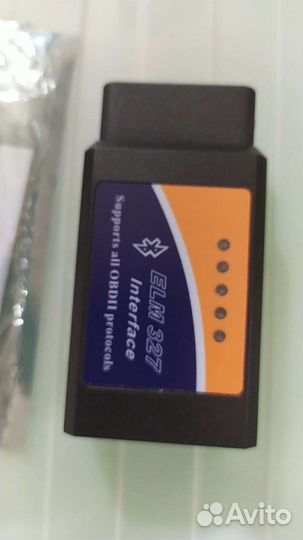 ELM 327
Interface
Supports all OBDII protocols
Avito